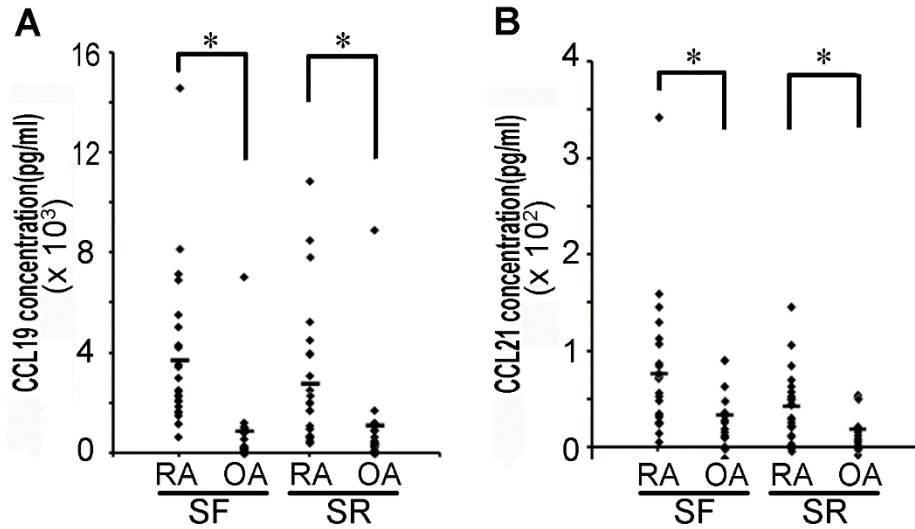 A
CCL19 concentration(pg/ml)
(x 10³)
16
12
8
4
0
*
*
RA OA RA OA
SF SR
B
CCL21 concentration(pg/ml)
(x 10²)
4
3
2
1
0
*
*
RA OA RA OA
SF SR